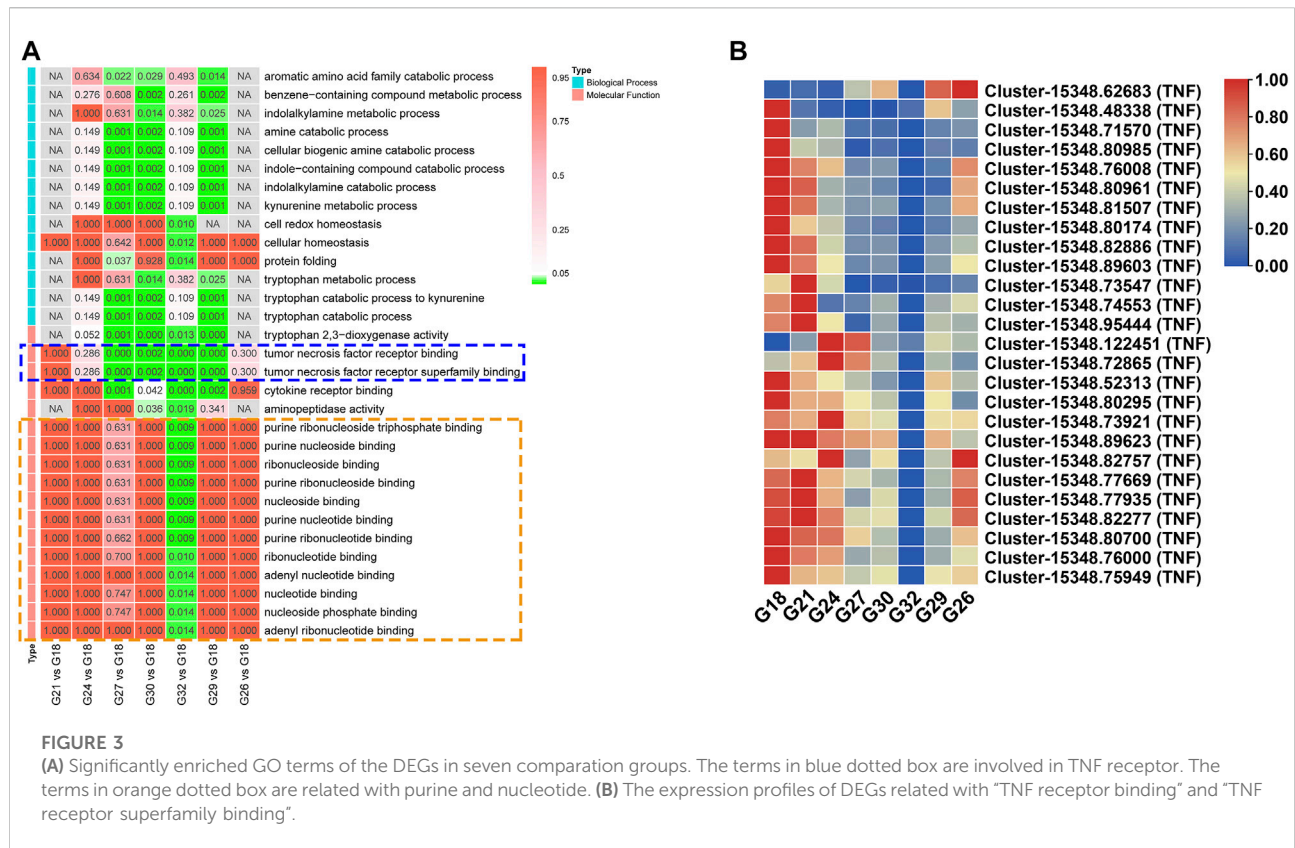 A
NA 0.634 0.022 0.029 0.493 0.014 NA aromatic amino acid family catabolic process
NA 0.276 0.608 0.002 0.261 0.002 NA benzene−containing compound metabolic process
NA 1.000 0.631 0.014 0.382 0.025 NA indolalkylamine metabolic process
NA 0.149 0.001 0.002 0.109 0.001 NA amine catabolic process
NA 0.149 0.001 0.002 0.109 0.001 NA cellular biogenic amine catabolic process
NA 0.149 0.001 0.002 0.109 0.001 NA indole−containing compound catabolic process
NA 0.149 0.001 0.002 0.109 0.001 NA indolalkylamine catabolic process
NA 0.149 0.001 0.002 0.109 0.001 NA kynurenine metabolic process
NA 1.000 1.000 1.000 0.010 NA NA cell redox homeostasis
1.000 1.000 0.642 1.000 0.012 1.000 1.000 cellular homeostasis
NA 1.000 0.037 0.928 0.014 1.000 1.000 protein folding
NA 1.000 0.631 0.014 0.382 0.025 NA tryptophan metabolic process
NA 0.149 0.001 0.002 0.109 0.001 NA tryptophan catabolic process to kynurenine
NA 0.149 0.001 0.002 0.109 0.001 NA tryptophan catabolic process
NA 0.052 0.000 0.000 0.013 0.000 NA tryptophan 2,3−dioxygenase activity
1.000 0.286 0.000 0.002 0.000 0.000 0.300 tumor necrosis factor receptor binding
1.000 0.286 0.000 0.002 0.000 0.000 0.300 tumor necrosis factor receptor superfamily binding
1.000 1.000 0.001 0.042 0.000 0.002 0.959 cytokine receptor binding
NA 1.000 1.000 0.036 0.019 0.341 NA aminopeptidase activity
1.000 1.000 0.631 1.000 0.009 1.000 1.000 purine ribonucleoside triphosphate binding
1.000 1.000 0.631 1.000 0.009 1.000 1.000 purine nucleoside binding
1.000 1.000 0.631 1.000 0.009 1.000 1.000 ribonucleoside binding
1.000 1.000 0.631 1.000 0.009 1.000 1.000 purine ribonucleoside binding
1.000 1.000 0.631 1.000 0.009 1.000 1.000 nucleoside binding
1.000 1.000 0.631 1.000 0.009 1.000 1.000 purine nucleotide binding
1.000 1.000 0.662 1.000 0.009 1.000 1.000 purine ribonucleotide binding
1.000 1.000 0.700 1.000 0.010 1.000 1.000 ribonucleotide binding
1.000 1.000 1.000 1.000 0.014 1.000 1.000 adenyl nucleotide binding
1.000 1.000 0.747 1.000 0.014 1.000 1.000 nucleotide binding
1.000 1.000 0.747 1.000 0.014 1.000 1.000 nucleoside phosphate binding
1.000 1.000 1.000 1.000 0.014 1.000 1.000 adenyl ribonucleotide binding
Type
G21 vs G18
G24 vs G18
G27 vs G18
G30 vs G18
G32 vs G18
G29 vs G18
G26 vs G18
0.95
0.75
0.5
0.25
0.05
Type
Biological Process
Molecular Function
B
Cluster-15348.62683 (TNF)
Cluster-15348.48338 (TNF)
Cluster-15348.71570 (TNF)
Cluster-15348.80985 (TNF)
Cluster-15348.76008 (TNF)
Cluster-15348.80961 (TNF)
Cluster-15348.81507 (TNF)
Cluster-15348.80174 (TNF)
Cluster-15348.82886 (TNF)
Cluster-15348.89603 (TNF)
Cluster-15348.73547 (TNF)
Cluster-15348.74553 (TNF)
Cluster-15348.95444 (TNF)
Cluster-15348.122451 (TNF)
Cluster-15348.72865 (TNF)
Cluster-15348.52313 (TNF)
Cluster-15348.80295 (TNF)
Cluster-15348.73921 (TNF)
Cluster-15348.89623 (TNF)
Cluster-15348.82757 (TNF)
Cluster-15348.77669 (TNF)
Cluster-15348.77935 (TNF)
Cluster-15348.82277 (TNF)
Cluster-15348.80700 (TNF)
Cluster-15348.76000 (TNF)
Cluster-15348.75949 (TNF)
G18 G21 G24 G27 G30 G32 G29 G26
1.00
0.80
0.60
0.40
0.20
0.00
FIGURE 3
(A) Significantly enriched GO terms of the DEGs in seven comparation groups. The terms in blue dotted box are involved in TNF receptor. The
terms in orange dotted box are related with purine and nucleotide. (B) The expression profiles of DEGs related with “TNF receptor binding” and “TNF
receptor superfamily binding”.